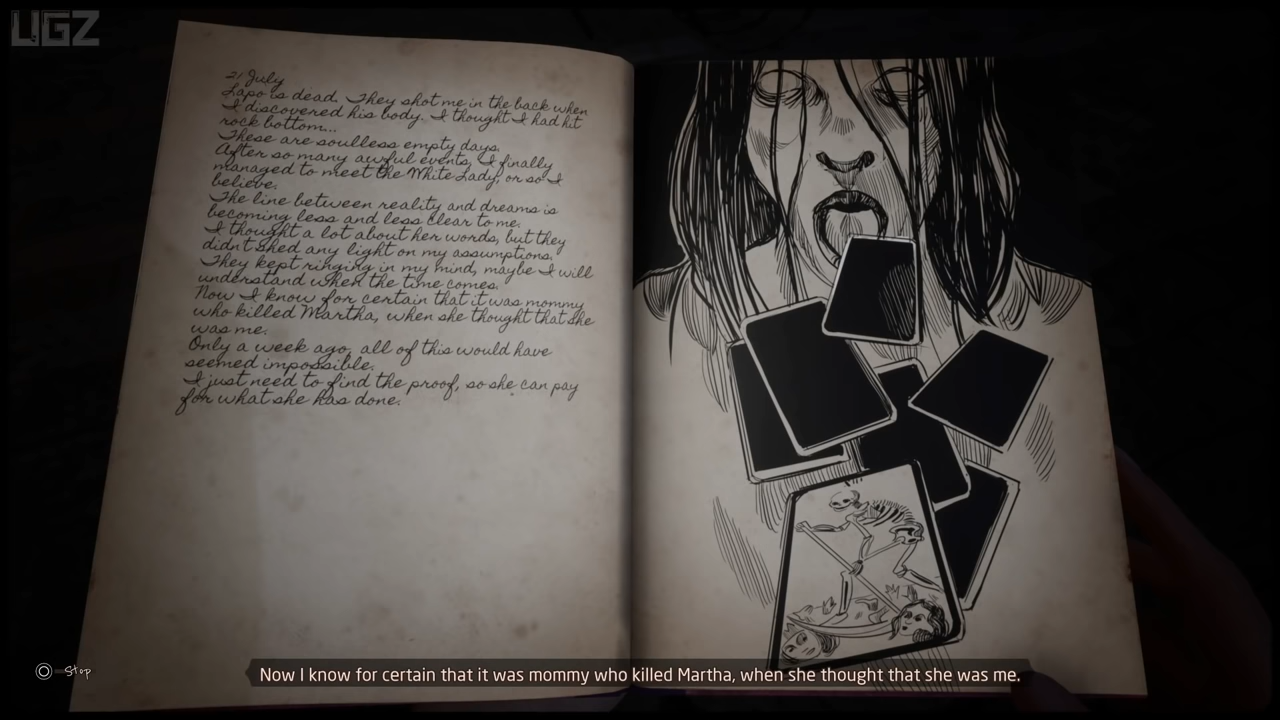 UGZ
21 July
Lapo is dead. They shot me in the back when
I discovered his body. I thought I had hit
rock bottom...
These are soulless empty days.
After so many awful events, I finally
managed to meet the White Lady, or so I
believe.
The line between reality and dreams is
becoming less and less clear to me.
I thought a lot about her words, but they
didn't shed any light on my assumptions.
They kept ringing in my mind, maybe I will
understand when the time comes.
Now I know for certain that it was mommy
who killed Martha, when she thought that she
was me.
Only a week ago, all of this would have
seemed impossible.
I just need to find the proof, so she can pay
for what she has done.
Stop
Now I know for certain that it was mommy who killed Martha, when she thought that she was me.